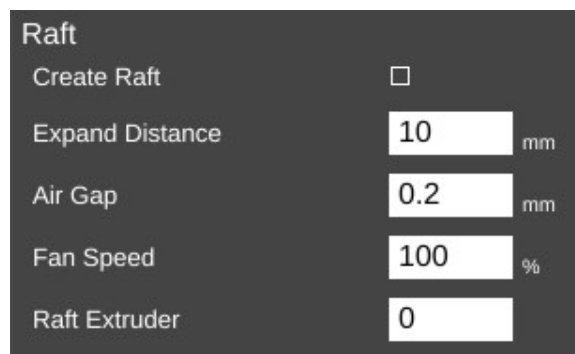 Raft
Create Raft
Expand Distance 10 mm
Air Gap 0.2 mm
Fan Speed 100 %
Raft Extruder 0